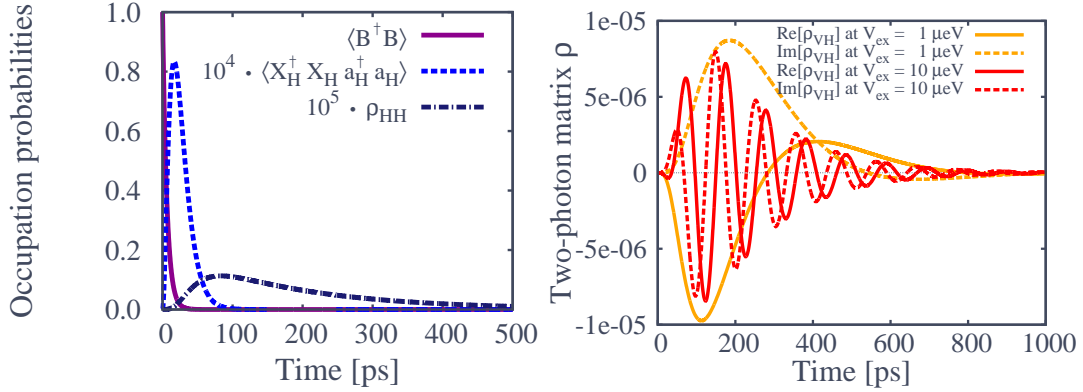 Occupation probabilities
1.0
0.8
0.6
0.4
0.2
0.0
⟨B†B⟩
10⁴ · ⟨X†_H X_H a†_H a_H⟩
10⁵ · ρ_HH
0 100 200 300 400 500
Time [ps]
Two-photon matrix ρ
1e-05
5e-06
0
-5e-06
-1e-05
Re[ρ_VH] at V_ex = 1 μeV
Im[ρ_VH] at V_ex = 1 μeV
Re[ρ_VH] at V_ex = 10 μeV
Im[ρ_VH] at V_ex = 10 μeV
0 200 400 600 800 1000
Time [ps]